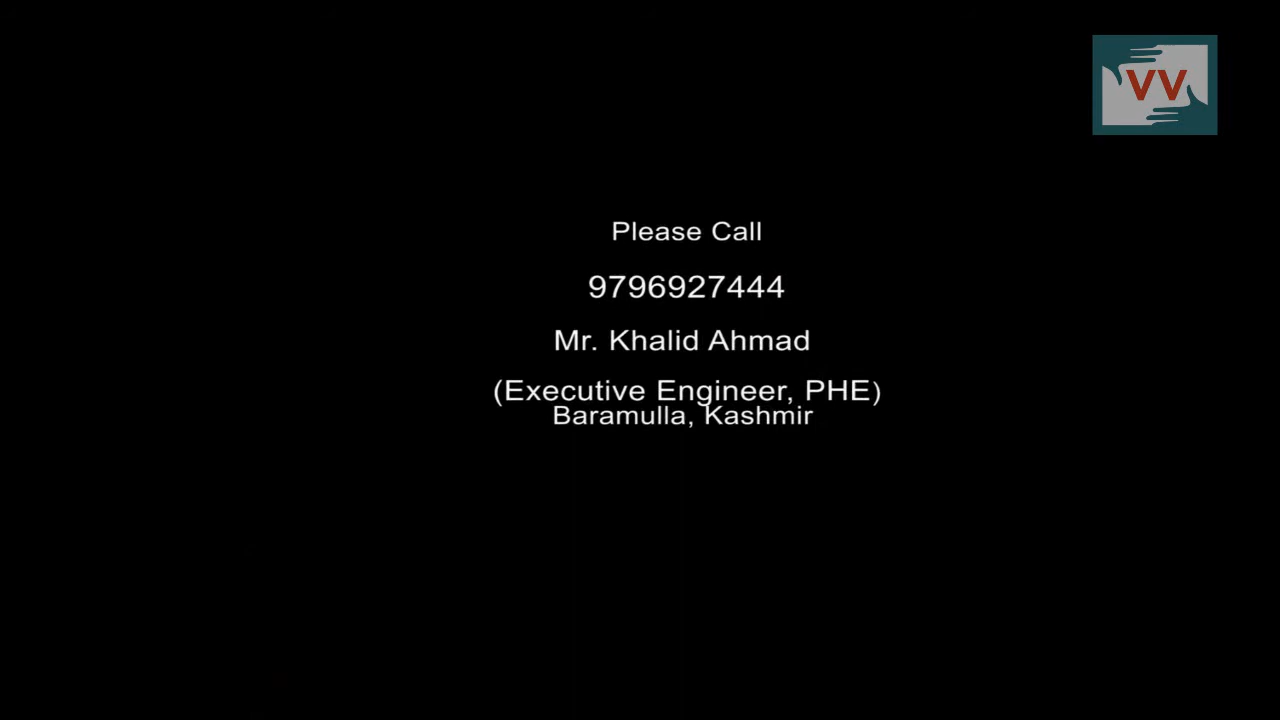 VV
Please Call
9796927444
Mr. Khalid Ahmad
(Executive Engineer, PHE)
Baramulla, Kashmir